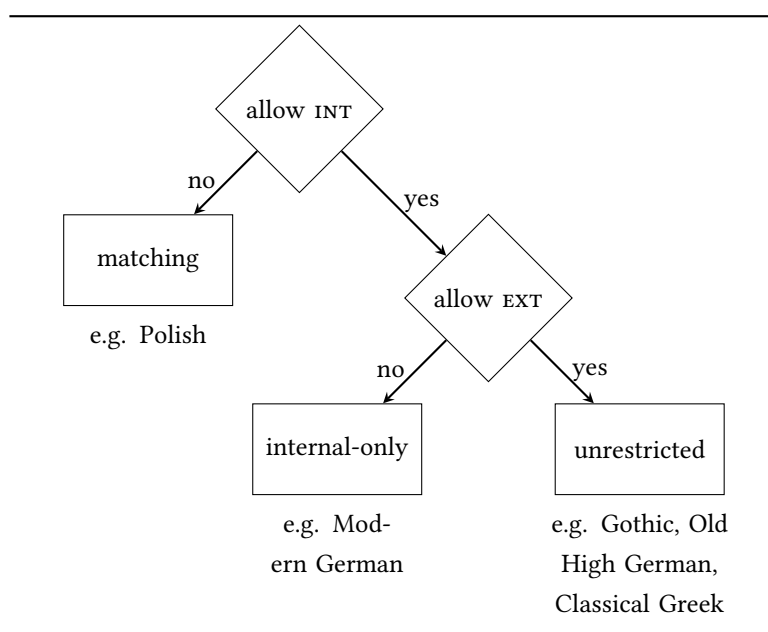 allow INT
no
yes
matching
allow EXT
e.g. Polish
no
yes
internal-only
unrestricted
e.g. Mod-
ern German
e.g. Gothic, Old
High German,
Classical Greek